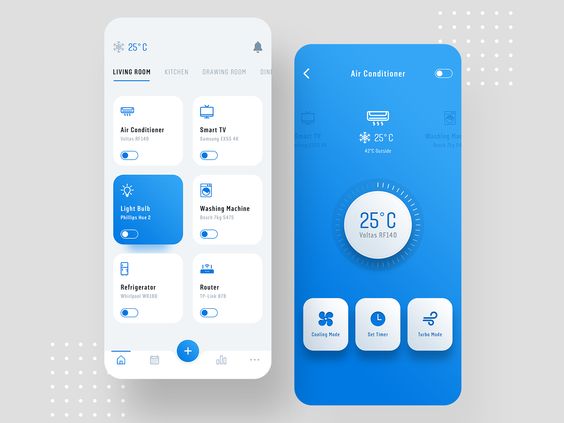 25°C
LIVING ROOM KITCHEN DRAWING ROOM DIN
Air Conditioner
Voltas RF140
Smart TV
Samsung EX55 4K
Light Bulb
Phillips Hue 2
Washing Machine
Bosch 7kg S475
Refrigerator
Whirlpool WR190
Router
TP-Link 878
Air Conditioner
Smart TV
25°C
42°C Ourside
Washing Ma
25°C
Voltas RF140
Cooling Mode
Set Timer
Turbo Mode